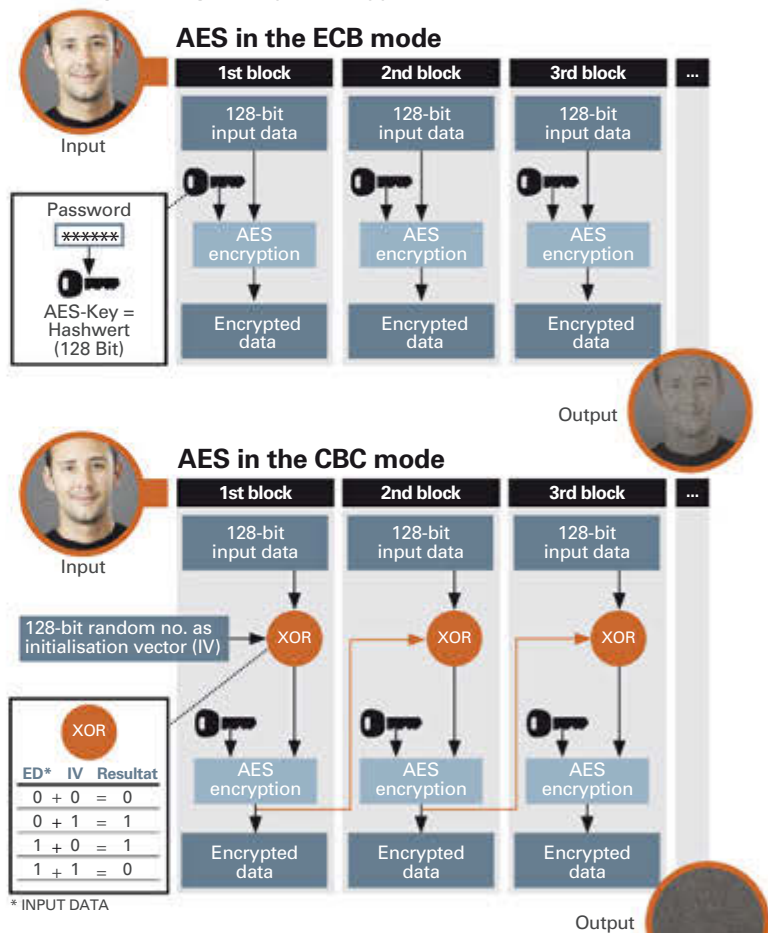 AES in the ECB mode
1st block
2nd block
3rd block
...
Input
128-bit
input data
128-bit
input data
128-bit
input data
Password
******
AES-Key =
Hashwert
(128 Bit)
AES
encryption
AES
encryption
AES
encryption
Encrypted
data
Encrypted
data
Encrypted
data
Output
AES in the CBC mode
1st block
2nd block
3rd block
...
Input
128-bit
input data
128-bit
input data
128-bit
input data
128-bit random no. as
initialisation vector (IV)
XOR
XOR
XOR
XOR
ED* IV Resultat
0 + 0 = 0
0 + 1 = 1
1 + 0 = 1
1 + 1 = 0
* INPUT DATA
AES
encryption
AES
encryption
AES
encryption
Encrypted
data
Encrypted
data
Encrypted
data
Output